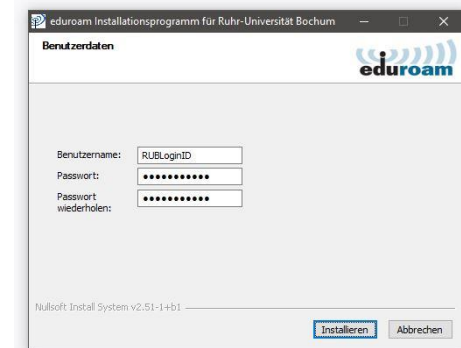 eduroam Installationsprogramm für Ruhr-Universität Bochum
Benutzerdaten
eduroam
Benutzername: RUBLoginID
Passwort: ●●●●●●●●●●●
Passwort
wiederholen: ●●●●●●●●●●●
Nullsoft Install System v2.51-1+b1
Installieren Abbrechen